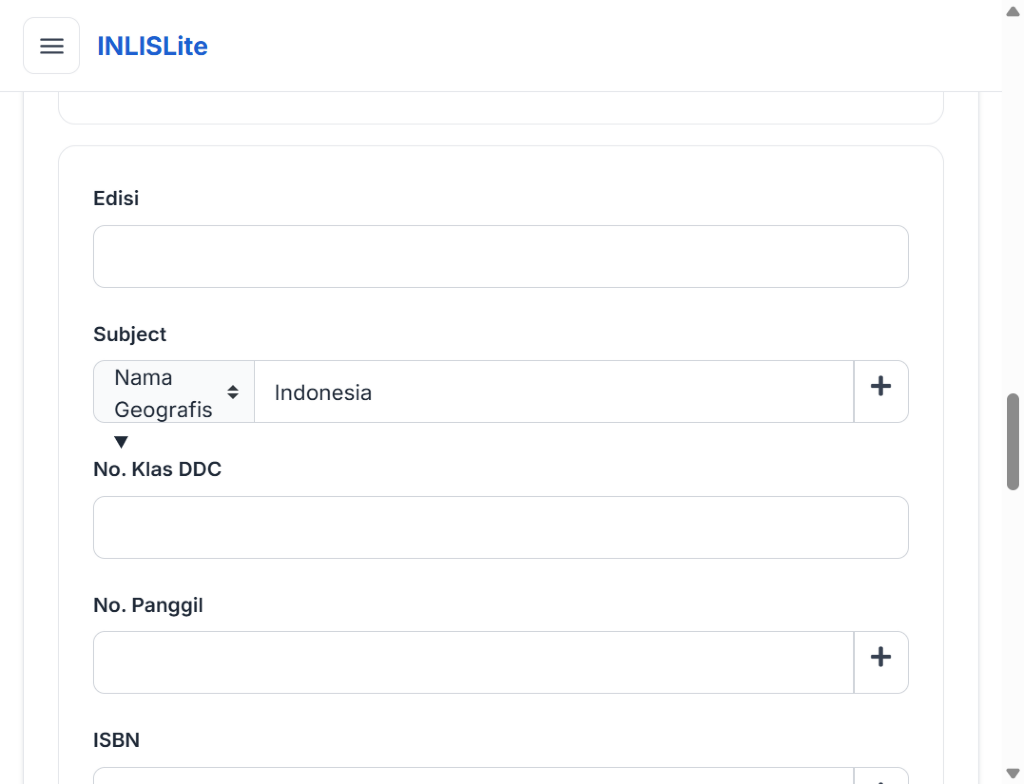 INLISLite
Edisi
Subject
Nama
Geografis
Indonesia
No. Klas DDC
No. Panggil
ISBN